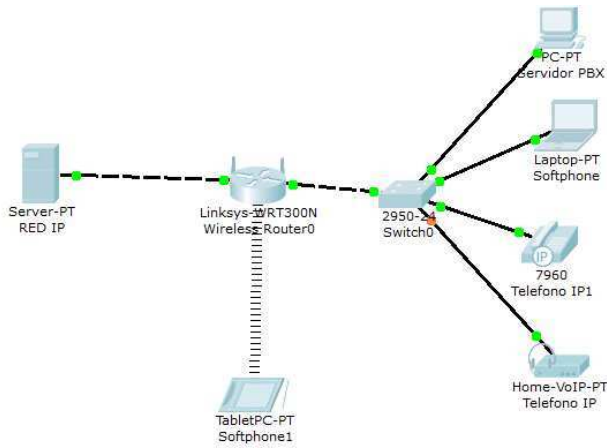 PC-PT
Servidor PBX
Laptop-PT
Softphone
Server-PT
RED IP
Linksys-WRT300N
Wireless Router0
2950-24
Switch0
IP
7960
Telefono IP1
Home-VoIP-PT
Telefono IP
TabletPC-PT
Softphone1